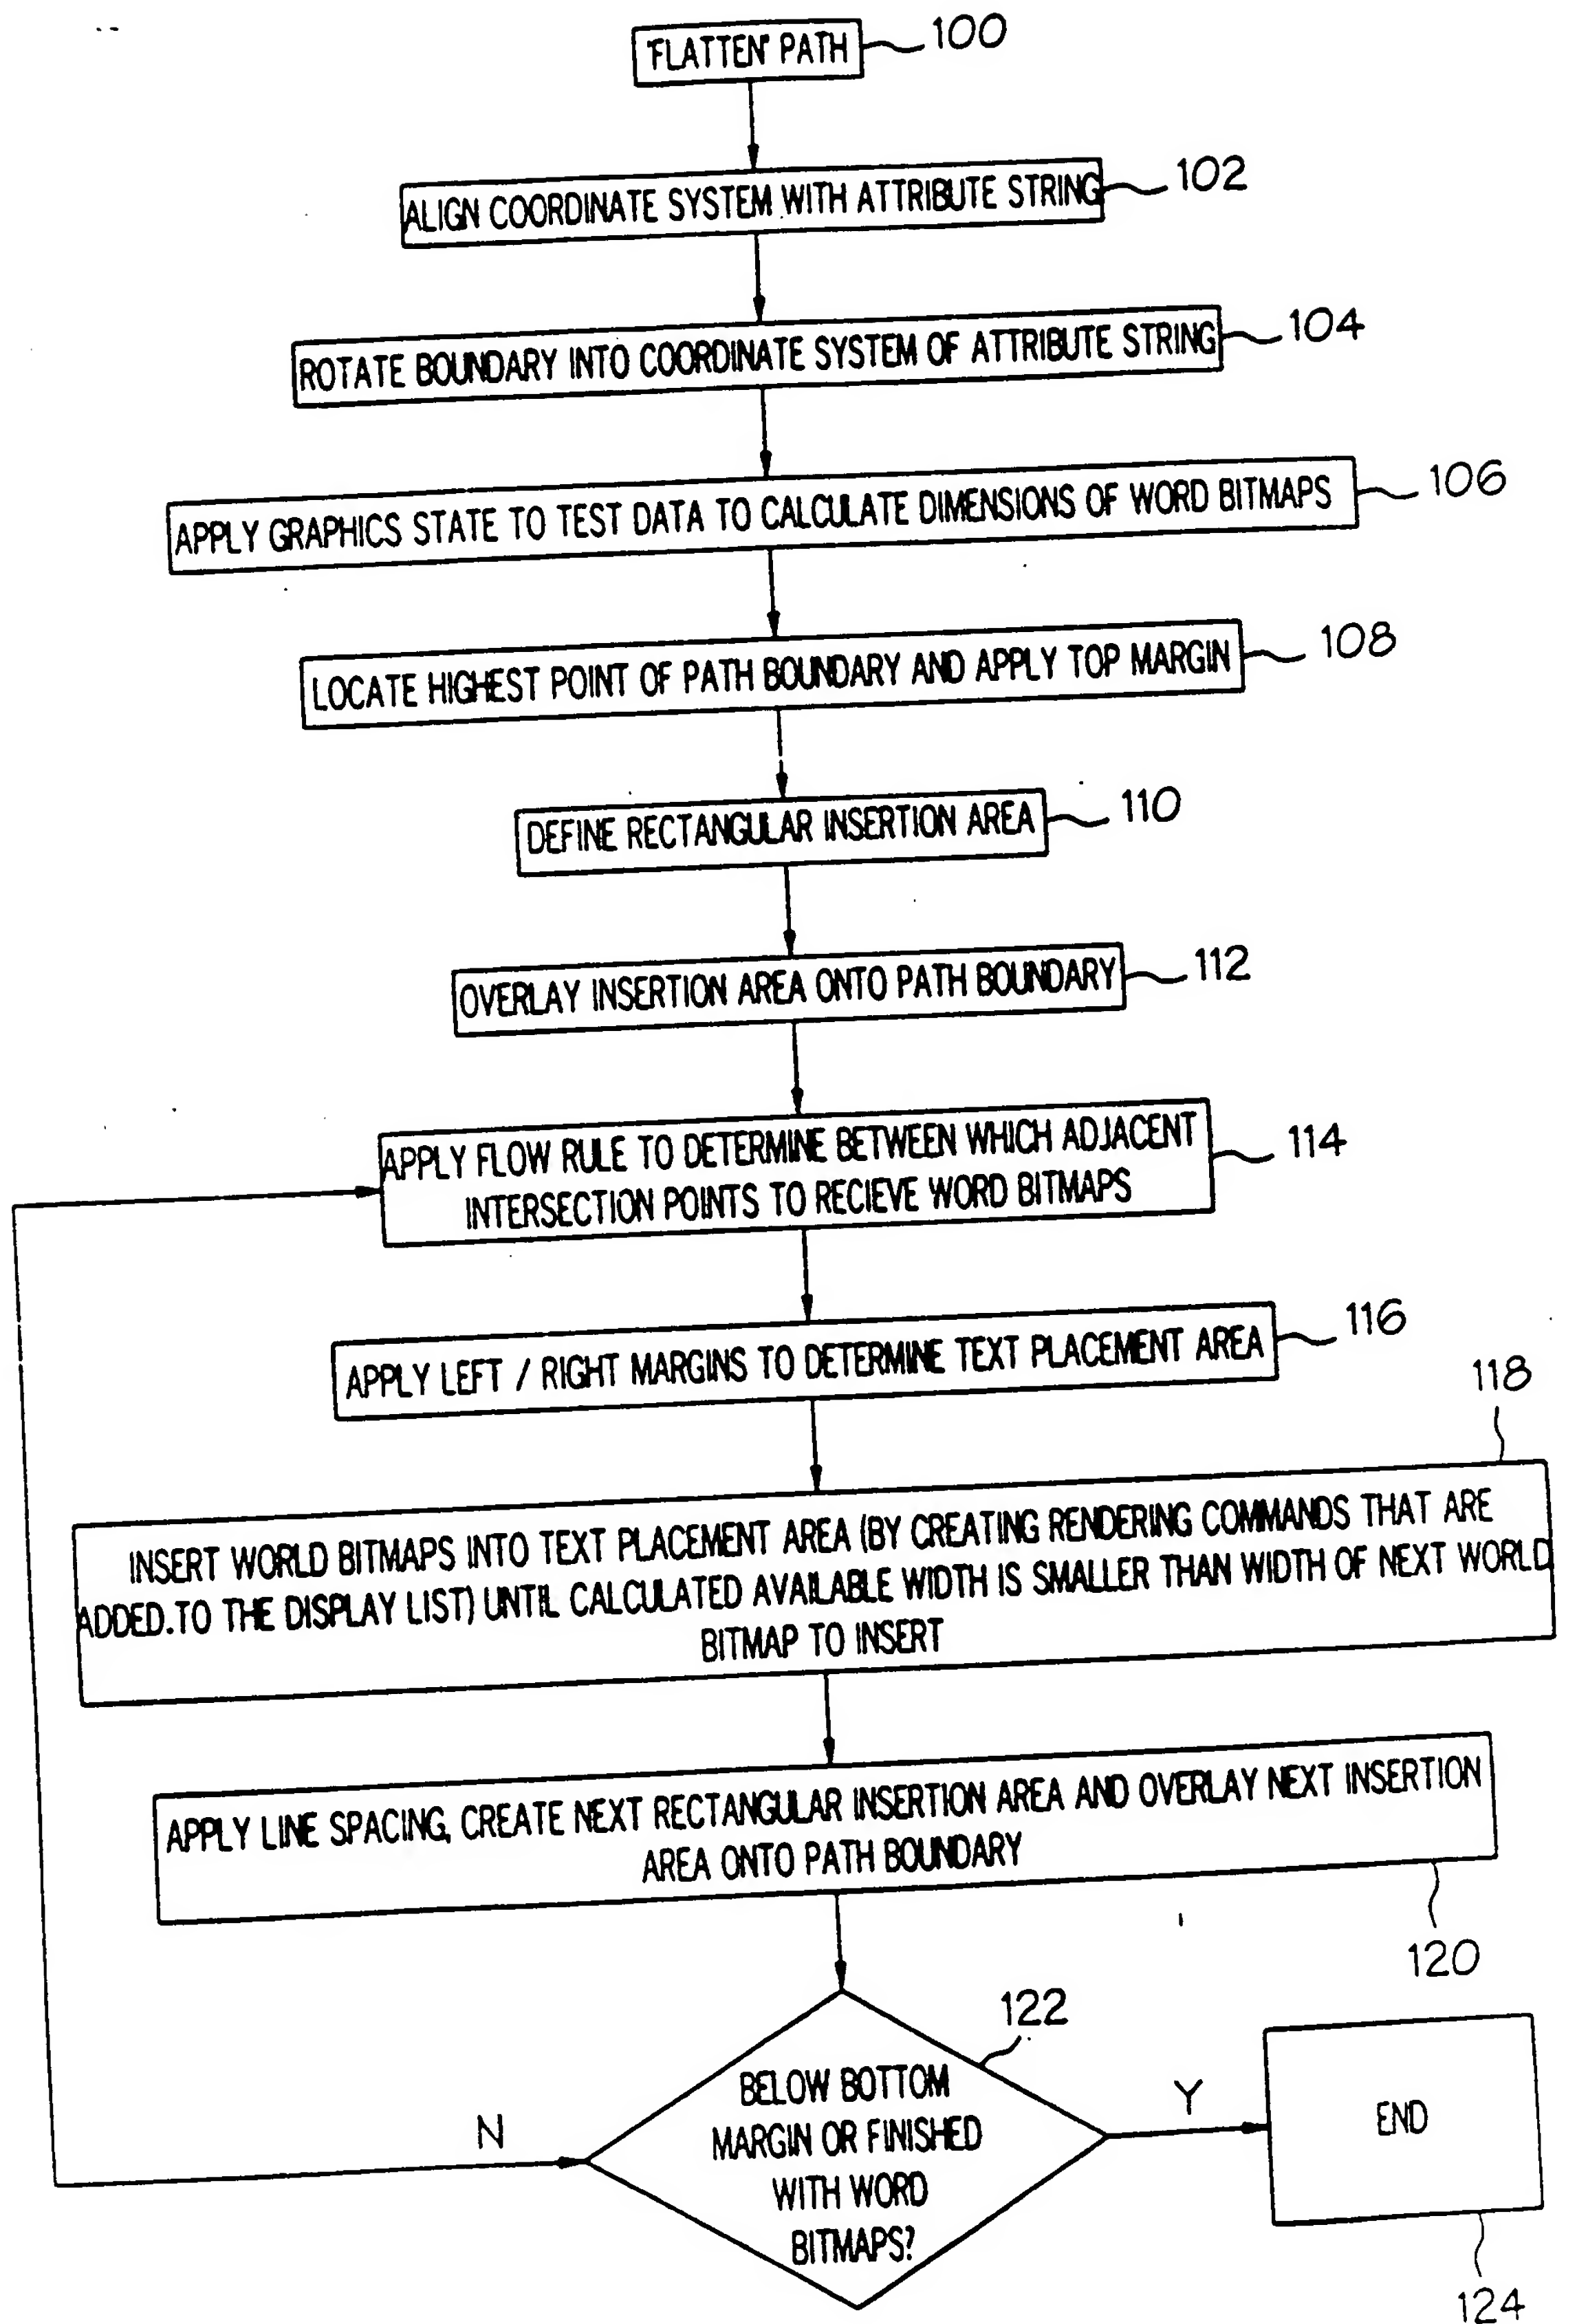 "FLATTEN" PATH
100
ALIGN COORDINATE SYSTEM WITH ATTRIBUTE STRING
102
ROTATE BOUNDARY INTO COORDINATE SYSTEM OF ATTRIBUTE STRING
104
APPLY GRAPHICS STATE TO TEST DATA TO CALCULATE DIMENSIONS OF WORD BITMAPS
106
LOCATE HIGHEST POINT OF PATH BOUNDARY AND APPLY TOP MARGIN
108
DEFINE RECTANGULAR INSERTION AREA
110
OVERLAY INSERTION AREA ONTO PATH BOUNDARY
112
APPLY FLOW RULE TO DETERMINE BETWEEN WHICH ADJACENT
INTERSECTION POINTS TO RECIEVE WORD BITMAPS
114
APPLY LEFT / RIGHT MARGINS TO DETERMINE TEXT PLACEMENT AREA
116
118
INSERT WORLD BITMAPS INTO TEXT PLACEMENT AREA (BY CREATING RENDERING COMMANDS THAT ARE
ADDED.TO THE DISPLAY LIST) UNTIL CALCULATED AVAILABLE WIDTH IS SMALLER THAN WIDTH OF NEXT WORLD
BITMAP TO INSERT
APPLY LINE SPACING, CREATE NEXT RECTANGULAR INSERTION AREA AND OVERLAY NEXT INSERTION
AREA ONTO PATH BOUNDARY
120
122
BELOW BOTTOM
MARGIN OR FINISHED
WITH WORD
BITMAPS?
N
Y
END
124